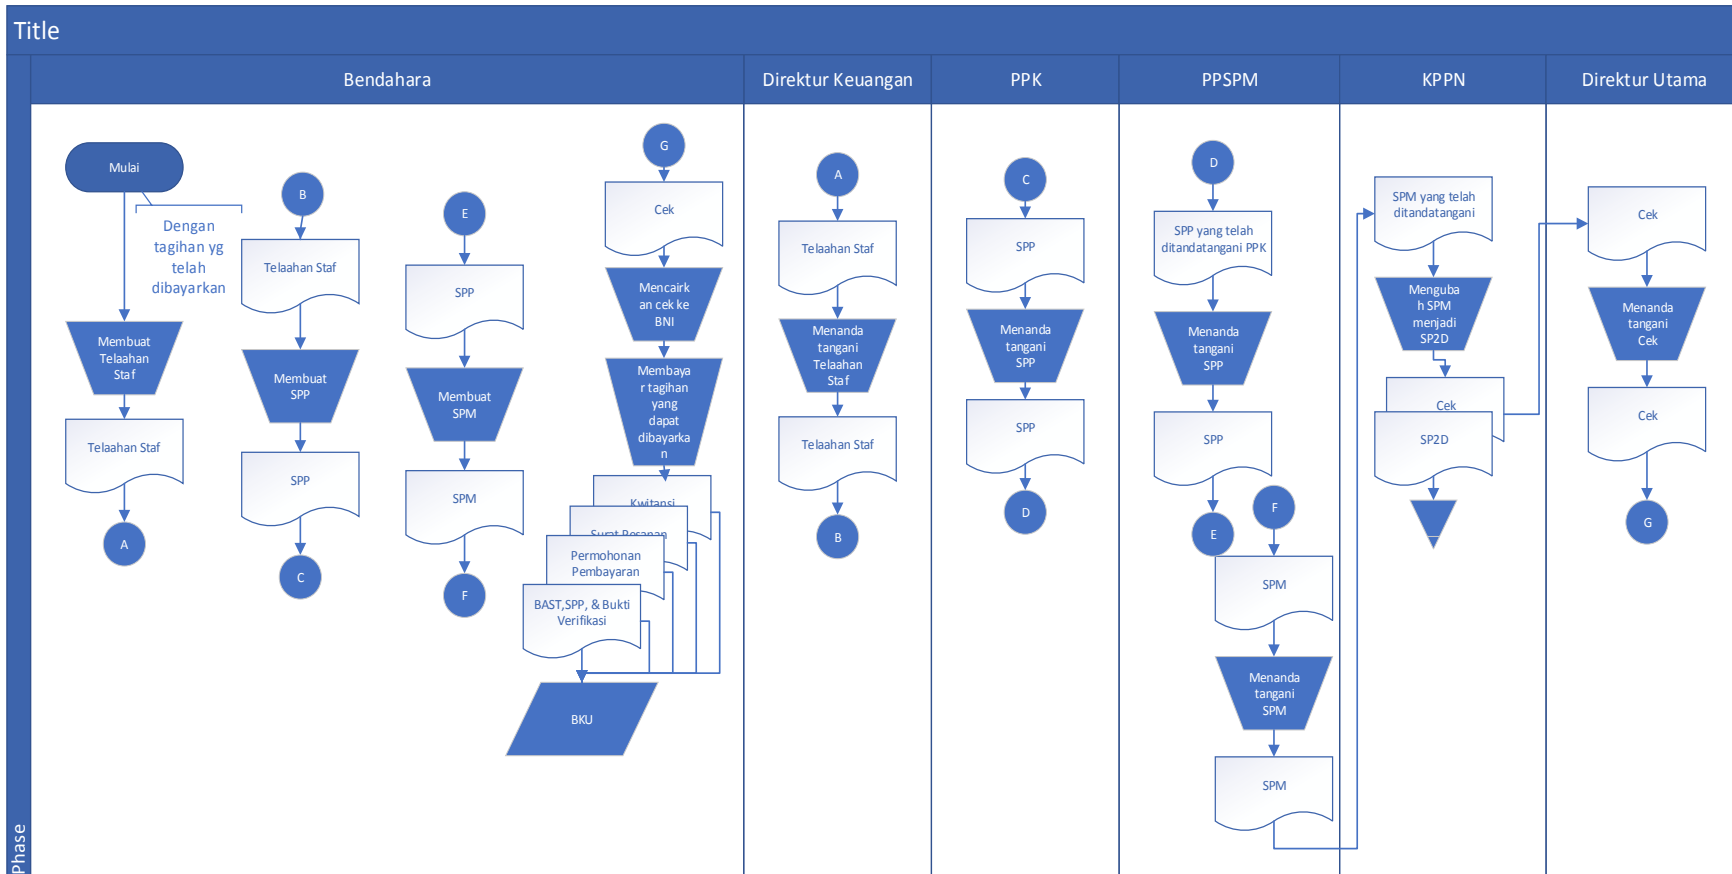 Title
Phase
Bendahara
Direktur Keuangan
PPK
PPSPM
KPPN
Direktur Utama
Mulai
Dengan
tagihan yg
telah
dibayarkan
Membuat
Telaahan
Staf
Telaahan Staf
A
B
Telaahan Staf
Membuat
SPP
SPP
C
E
SPP
Membuat
SPM
SPM
F
G
Cek
Mencairk
an cek ke
BNI
Membaya
r tagihan
yang
dapat
dibayarka
n
Kwitansi
Surat Pesanan
Permohonan
Pembayaran
BAST,SPP, & Bukti
Verifikasi
BKU
A
Telaahan Staf
Menanda
tangani
Telaahan
Staf
Telaahan Staf
B
C
SPP
Menanda
tangani
SPP
SPP
D
D
SPP yang telah
ditandatangani PPK
Menanda
tangani
SPP
SPP
E
F
SPM
Menanda
tangani
SPM
SPM
SPM yang telah
ditandatangani
Menguba
h SPM
menjadi
SP2D
Cek
SP2D
Cek
Menanda
tangani
Cek
Cek
G